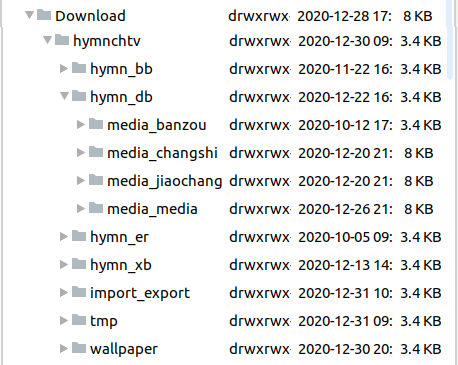 Download drwxrwx- 2020-12-28 17: 8 KB
hymnchtv drwxrwx- 2020-12-30 09: 3.4 KB
hymn_bb drwxrwx- 2020-11-22 16: 3.4 KB
hymn_db drwxrwx- 2020-12-22 16: 3.4 KB
media_banzou drwxrwx- 2020-10-12 17: 3.4 KB
media_changshi drwxrwx- 2020-12-20 21: 8 KB
media_jiaochang drwxrwx- 2020-12-20 21: 8 KB
media_media drwxrwx- 2020-12-26 21: 8 KB
hymn_er drwxrwx- 2020-10-05 09: 3.4 KB
hymn_xb drwxrwx- 2020-12-13 14: 3.4 KB
import_export drwxrwx- 2020-12-31 10: 3.4 KB
tmp drwxrwx- 2020-12-31 09: 3.4 KB
wallpaper drwxrwx- 2020-12-30 20: 3.4 KB